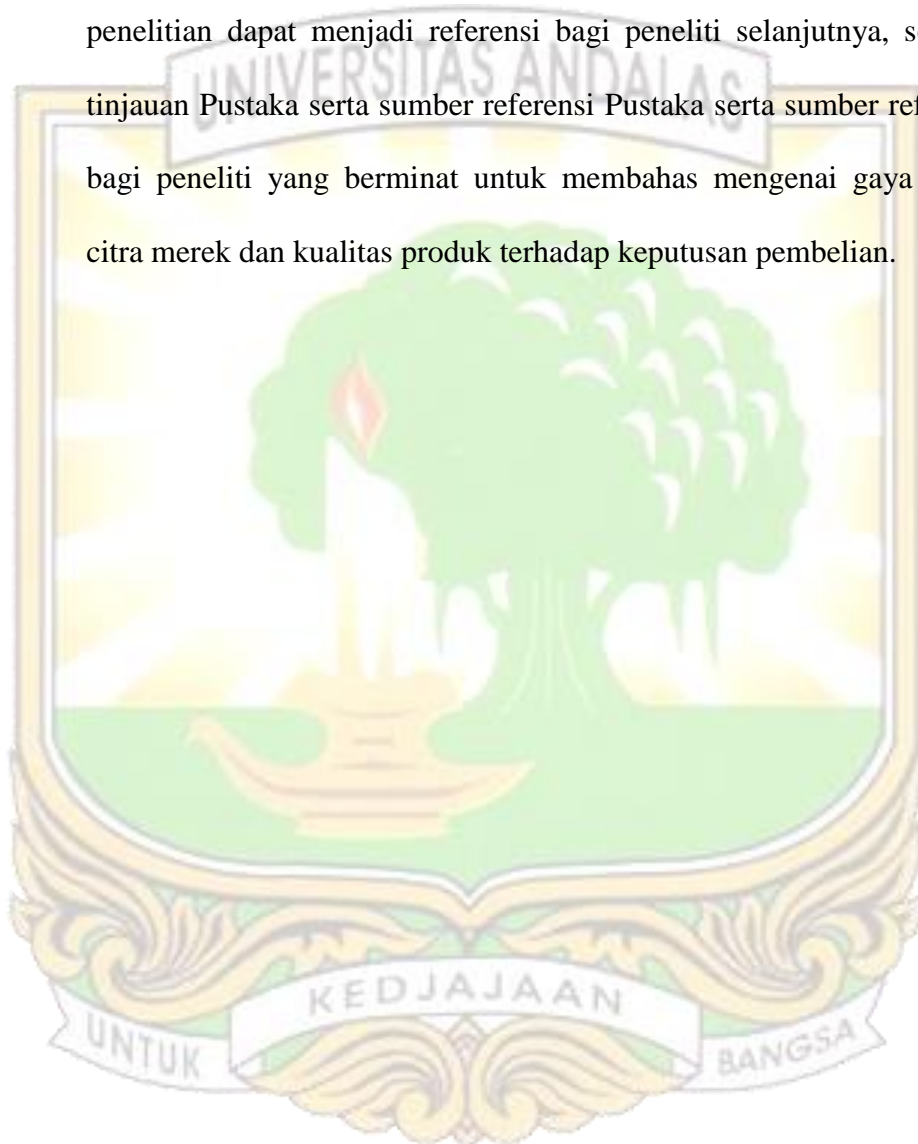 penelitian dapat menjadi referensi bagi peneliti selanjutnya,
tinjauan Pustaka serta sumber referensi Pustaka serta sumber
bagi peneliti yang berminat untuk membahas mengenai gaya
citra merek dan kualitas produk terhadap keputusan pembelian.
UNIVERSITAS ANDALAS
KEDJAJAAN
UNTUK
BANGSA